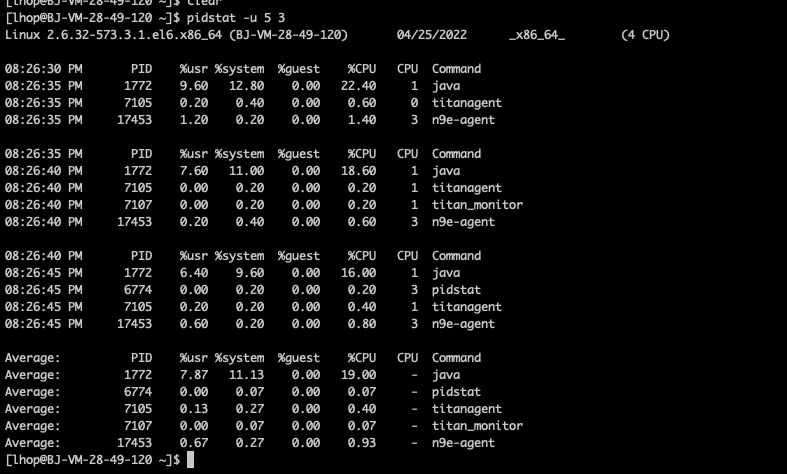 [lhop@BJ-VM-28-49-120 ~]$ clear
[lhop@BJ-VM-28-49-120 ~]$ pidstat -u 5 3
Linux 2.6.32-573.3.1.el6.x86_64 (BJ-VM-28-49-120) 04/25/2022 _x86_64_ (4 CPU)
08:26:30 PM PID %usr %system %guest %CPU CPU Command
08:26:35 PM 1772 9.60 12.80 0.00 22.40 1 java
08:26:35 PM 7105 0.20 0.40 0.00 0.60 0 titanagent
08:26:35 PM 17453 1.20 0.20 0.00 1.40 3 n9e-agent
08:26:35 PM PID %usr %system %guest %CPU CPU Command
08:26:40 PM 1772 7.60 11.00 0.00 18.60 1 java
08:26:40 PM 7105 0.00 0.20 0.00 0.20 1 titanagent
08:26:40 PM 7107 0.00 0.20 0.00 0.20 1 titan_monitor
08:26:40 PM 17453 0.20 0.40 0.00 0.60 3 n9e-agent
08:26:40 PM PID %usr %system %guest %CPU CPU Command
08:26:45 PM 1772 6.40 9.60 0.00 16.00 1 java
08:26:45 PM 6774 0.00 0.20 0.00 0.20 3 pidstat
08:26:45 PM 7105 0.20 0.20 0.00 0.40 1 titanagent
08:26:45 PM 17453 0.60 0.20 0.00 0.80 3 n9e-agent
Average: PID %usr %system %guest %CPU CPU Command
Average: 1772 7.87 11.13 0.00 19.00 - java
Average: 6774 0.00 0.07 0.00 0.07 - pidstat
Average: 7105 0.13 0.27 0.00 0.40 - titanagent
Average: 7107 0.00 0.07 0.00 0.07 - titan_monitor
Average: 17453 0.67 0.27 0.00 0.93 - n9e-agent
[lhop@BJ-VM-28-49-120 ~]$